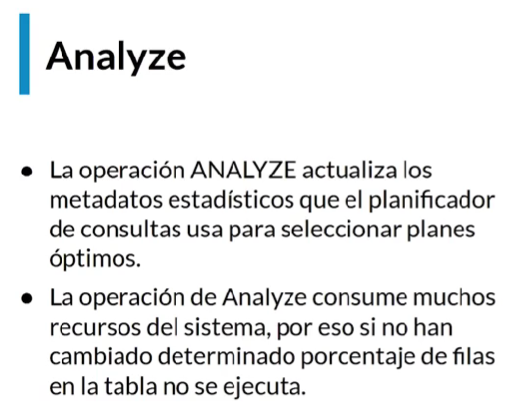 Analyze
● La operación ANALYZE actualiza los
metadatos estadísticos que el planificador
de consultas usa para seleccionar planes
óptimos.
● La operación de Analyze consume muchos
recursos del sistema, por eso si no han
cambiado determinado porcentaje de filas
en la tabla no se ejecuta.